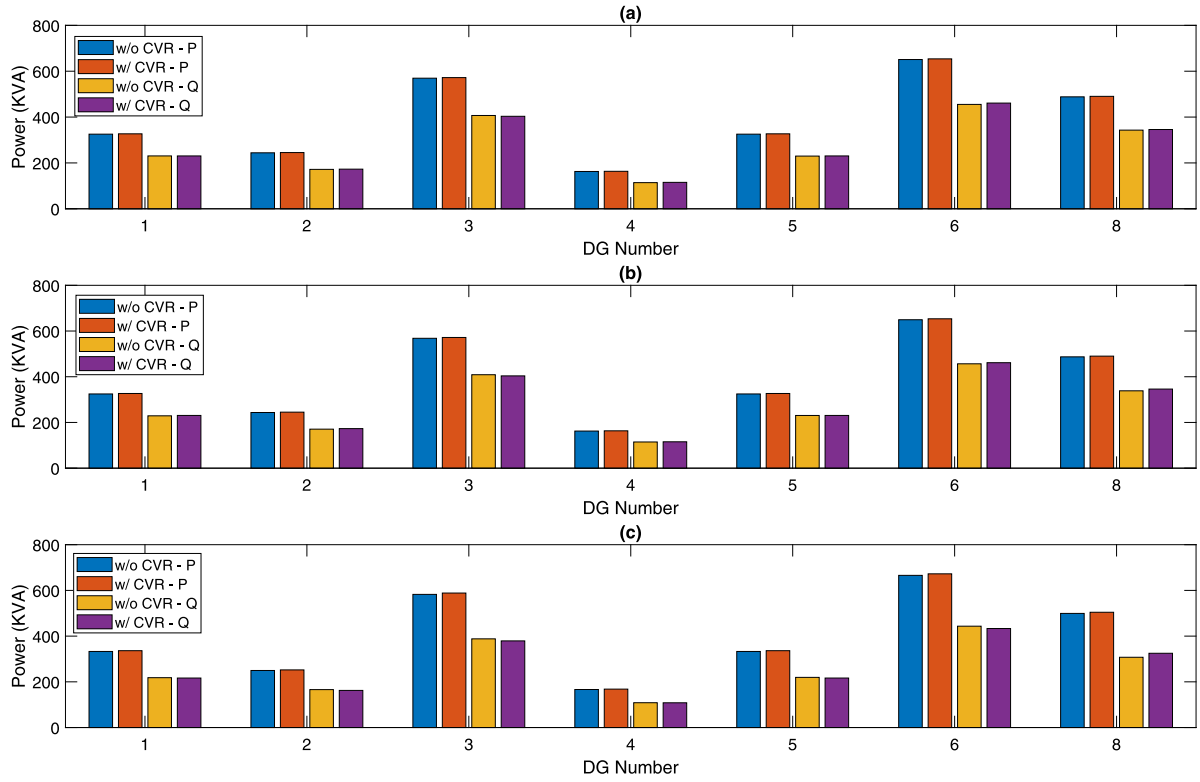 (a)
800
600
400
200
0
Power (KVA)
w/o CVR - P
w/ CVR - P
w/o CVR - Q
w/ CVR - Q
1 2 3 4 5 6 8
DG Number
(b)
800
600
400
200
0
Power (KVA)
w/o CVR - P
w/ CVR - P
w/o CVR - Q
w/ CVR - Q
1 2 3 4 5 6 8
DG Number
(c)
800
600
400
200
0
Power (KVA)
w/o CVR - P
w/ CVR - P
w/o CVR - Q
w/ CVR - Q
1 2 3 4 5 6 8
DG Number